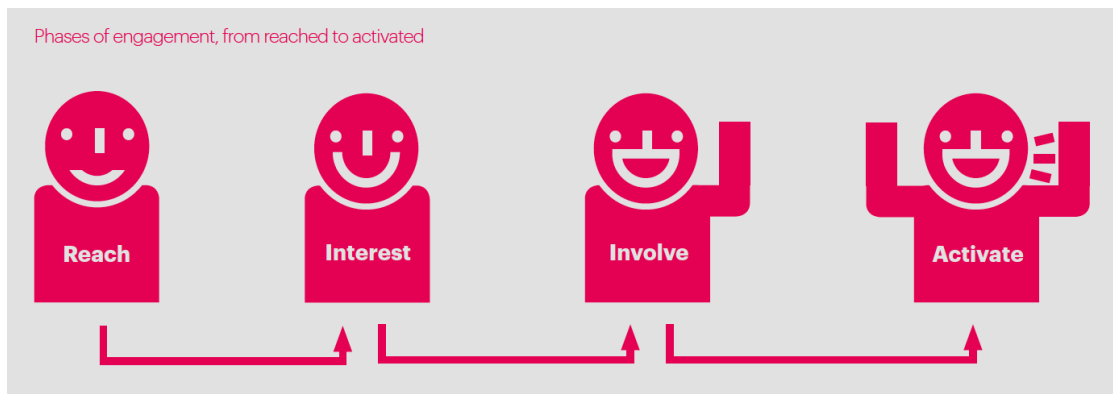 Phases of engagement, from reached to activated
Reach
Interest
Involve
Activate